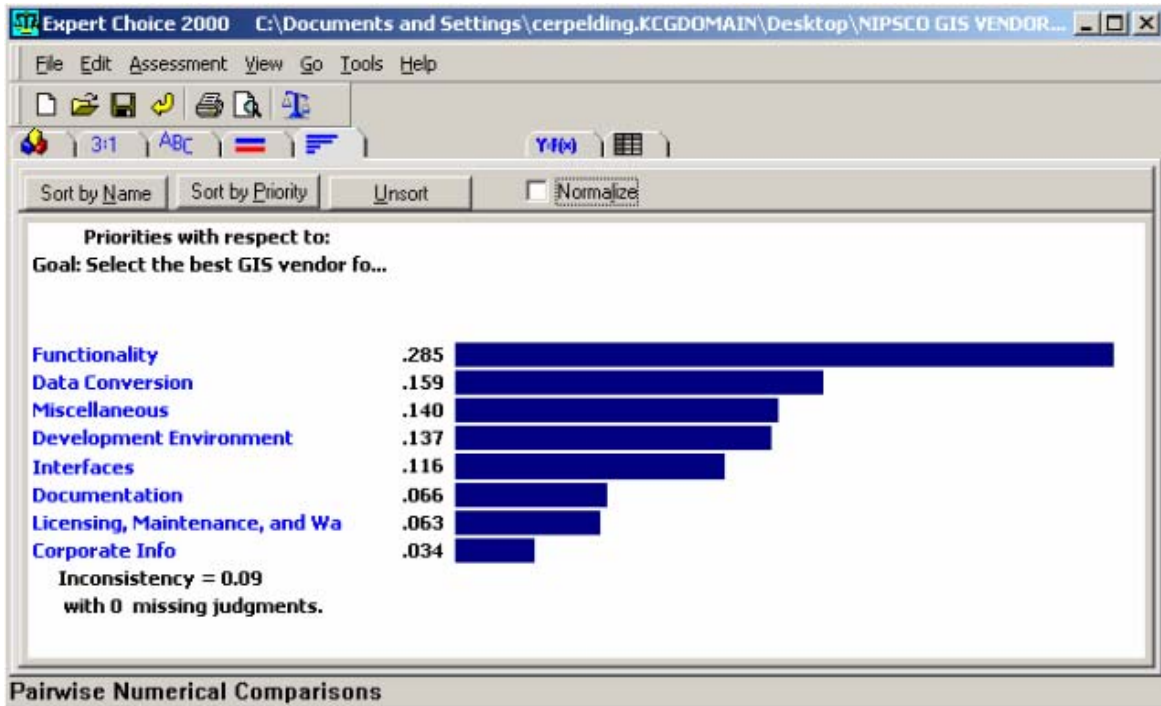 Expert Choice 2000 C:\Documents and Settings\cerpelding.KCGDOMAIN\Desktop\NIPSCO GIS VENDOR...
File Edit Assessment View Go Tools Help
3:1 ABC Y=F(x)
Sort by Name Sort by Priority Unsort Normalize
Priorities with respect to:
Goal: Select the best GIS vendor fo...
Functionality .285
Data Conversion .159
Miscellaneous .140
Development Environment .137
Interfaces .116
Documentation .066
Licensing, Maintenance, and Wa .063
Corporate Info .034
Inconsistency = 0.09
with 0 missing judgments.
Pairwise Numerical Comparisons